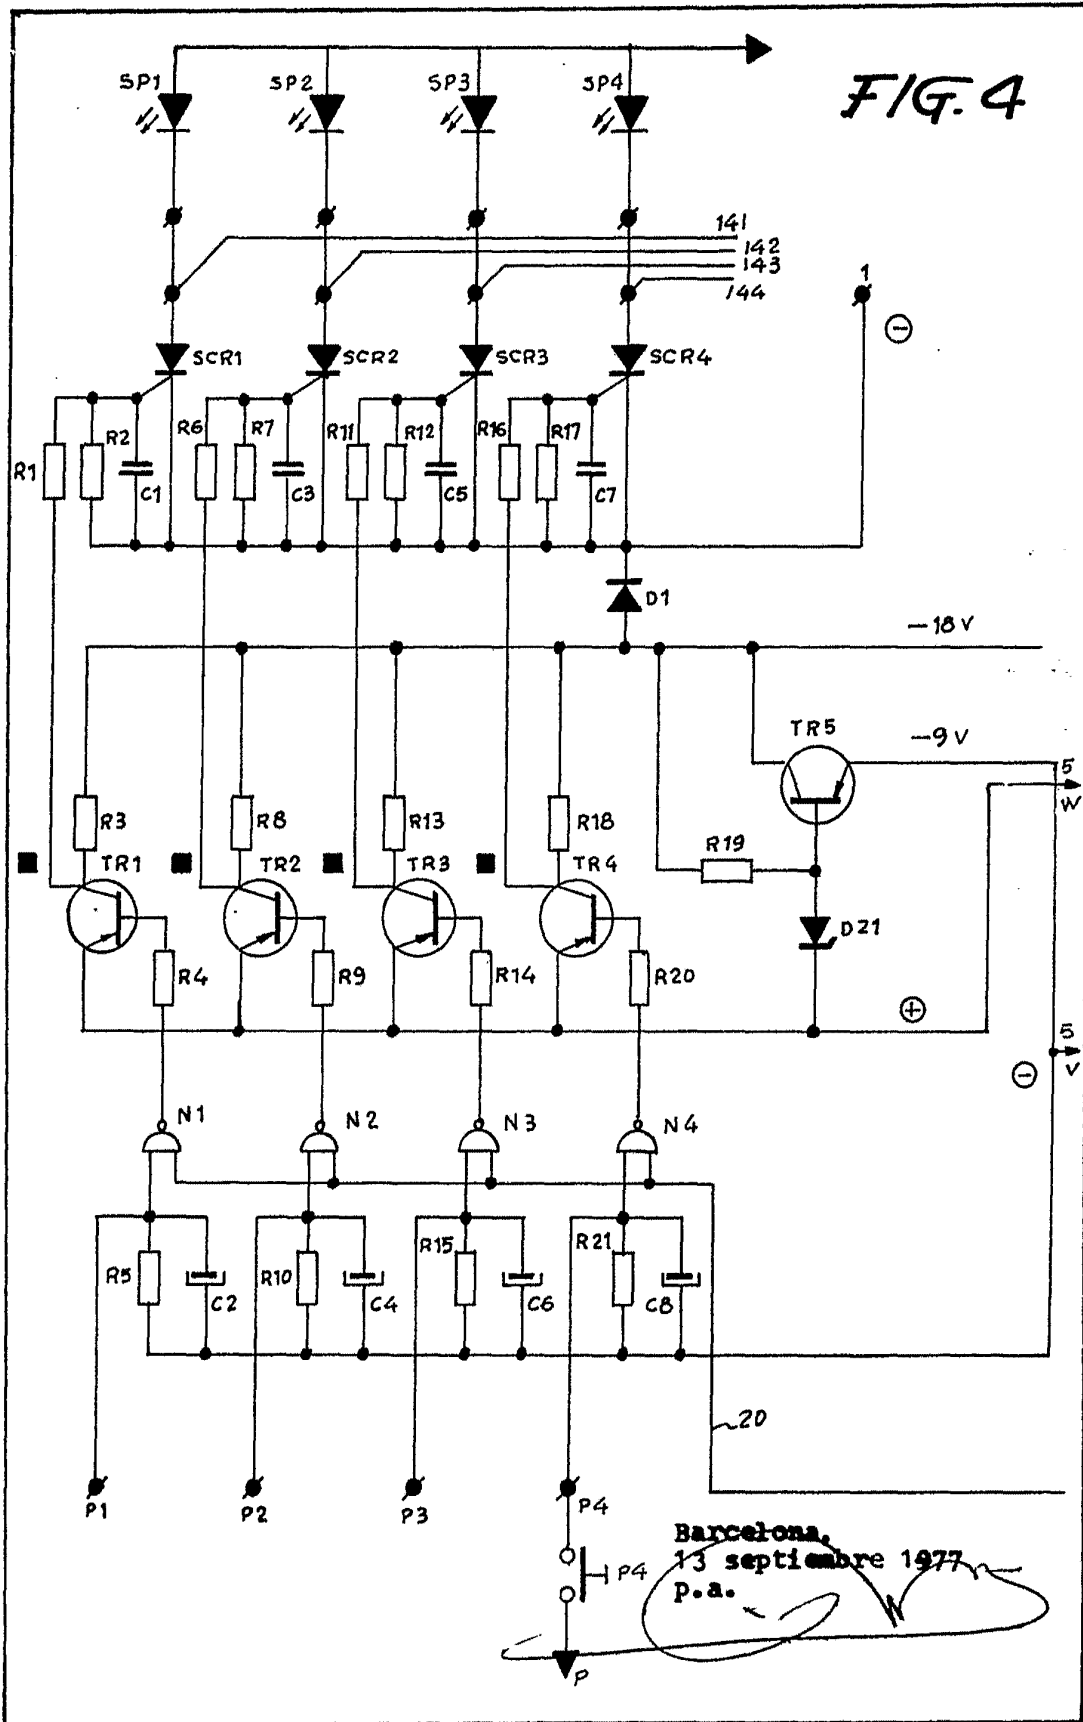 FIG. 4
SP1 SP2 SP3 SP4
141
142
143
144
1
SCR1 SCR2 SCR3 SCR4
R1 R2 C1 R6 R7 C3 R11 R12 C5 R16 R17 C7
D1
-18V
TR5
-9V
5
W
R3 R8 R13 R18 R19
TR1 TR2 TR3 TR4
DZ1
R4 R9 R14 R20
5
V
N1 N2 N3 N4
R5 C2 R10 C4 R15 C6 R21 C8
20
P1 P2 P3 P4
P4
P
Barcelona,
13 septiembre 1977
p.a.